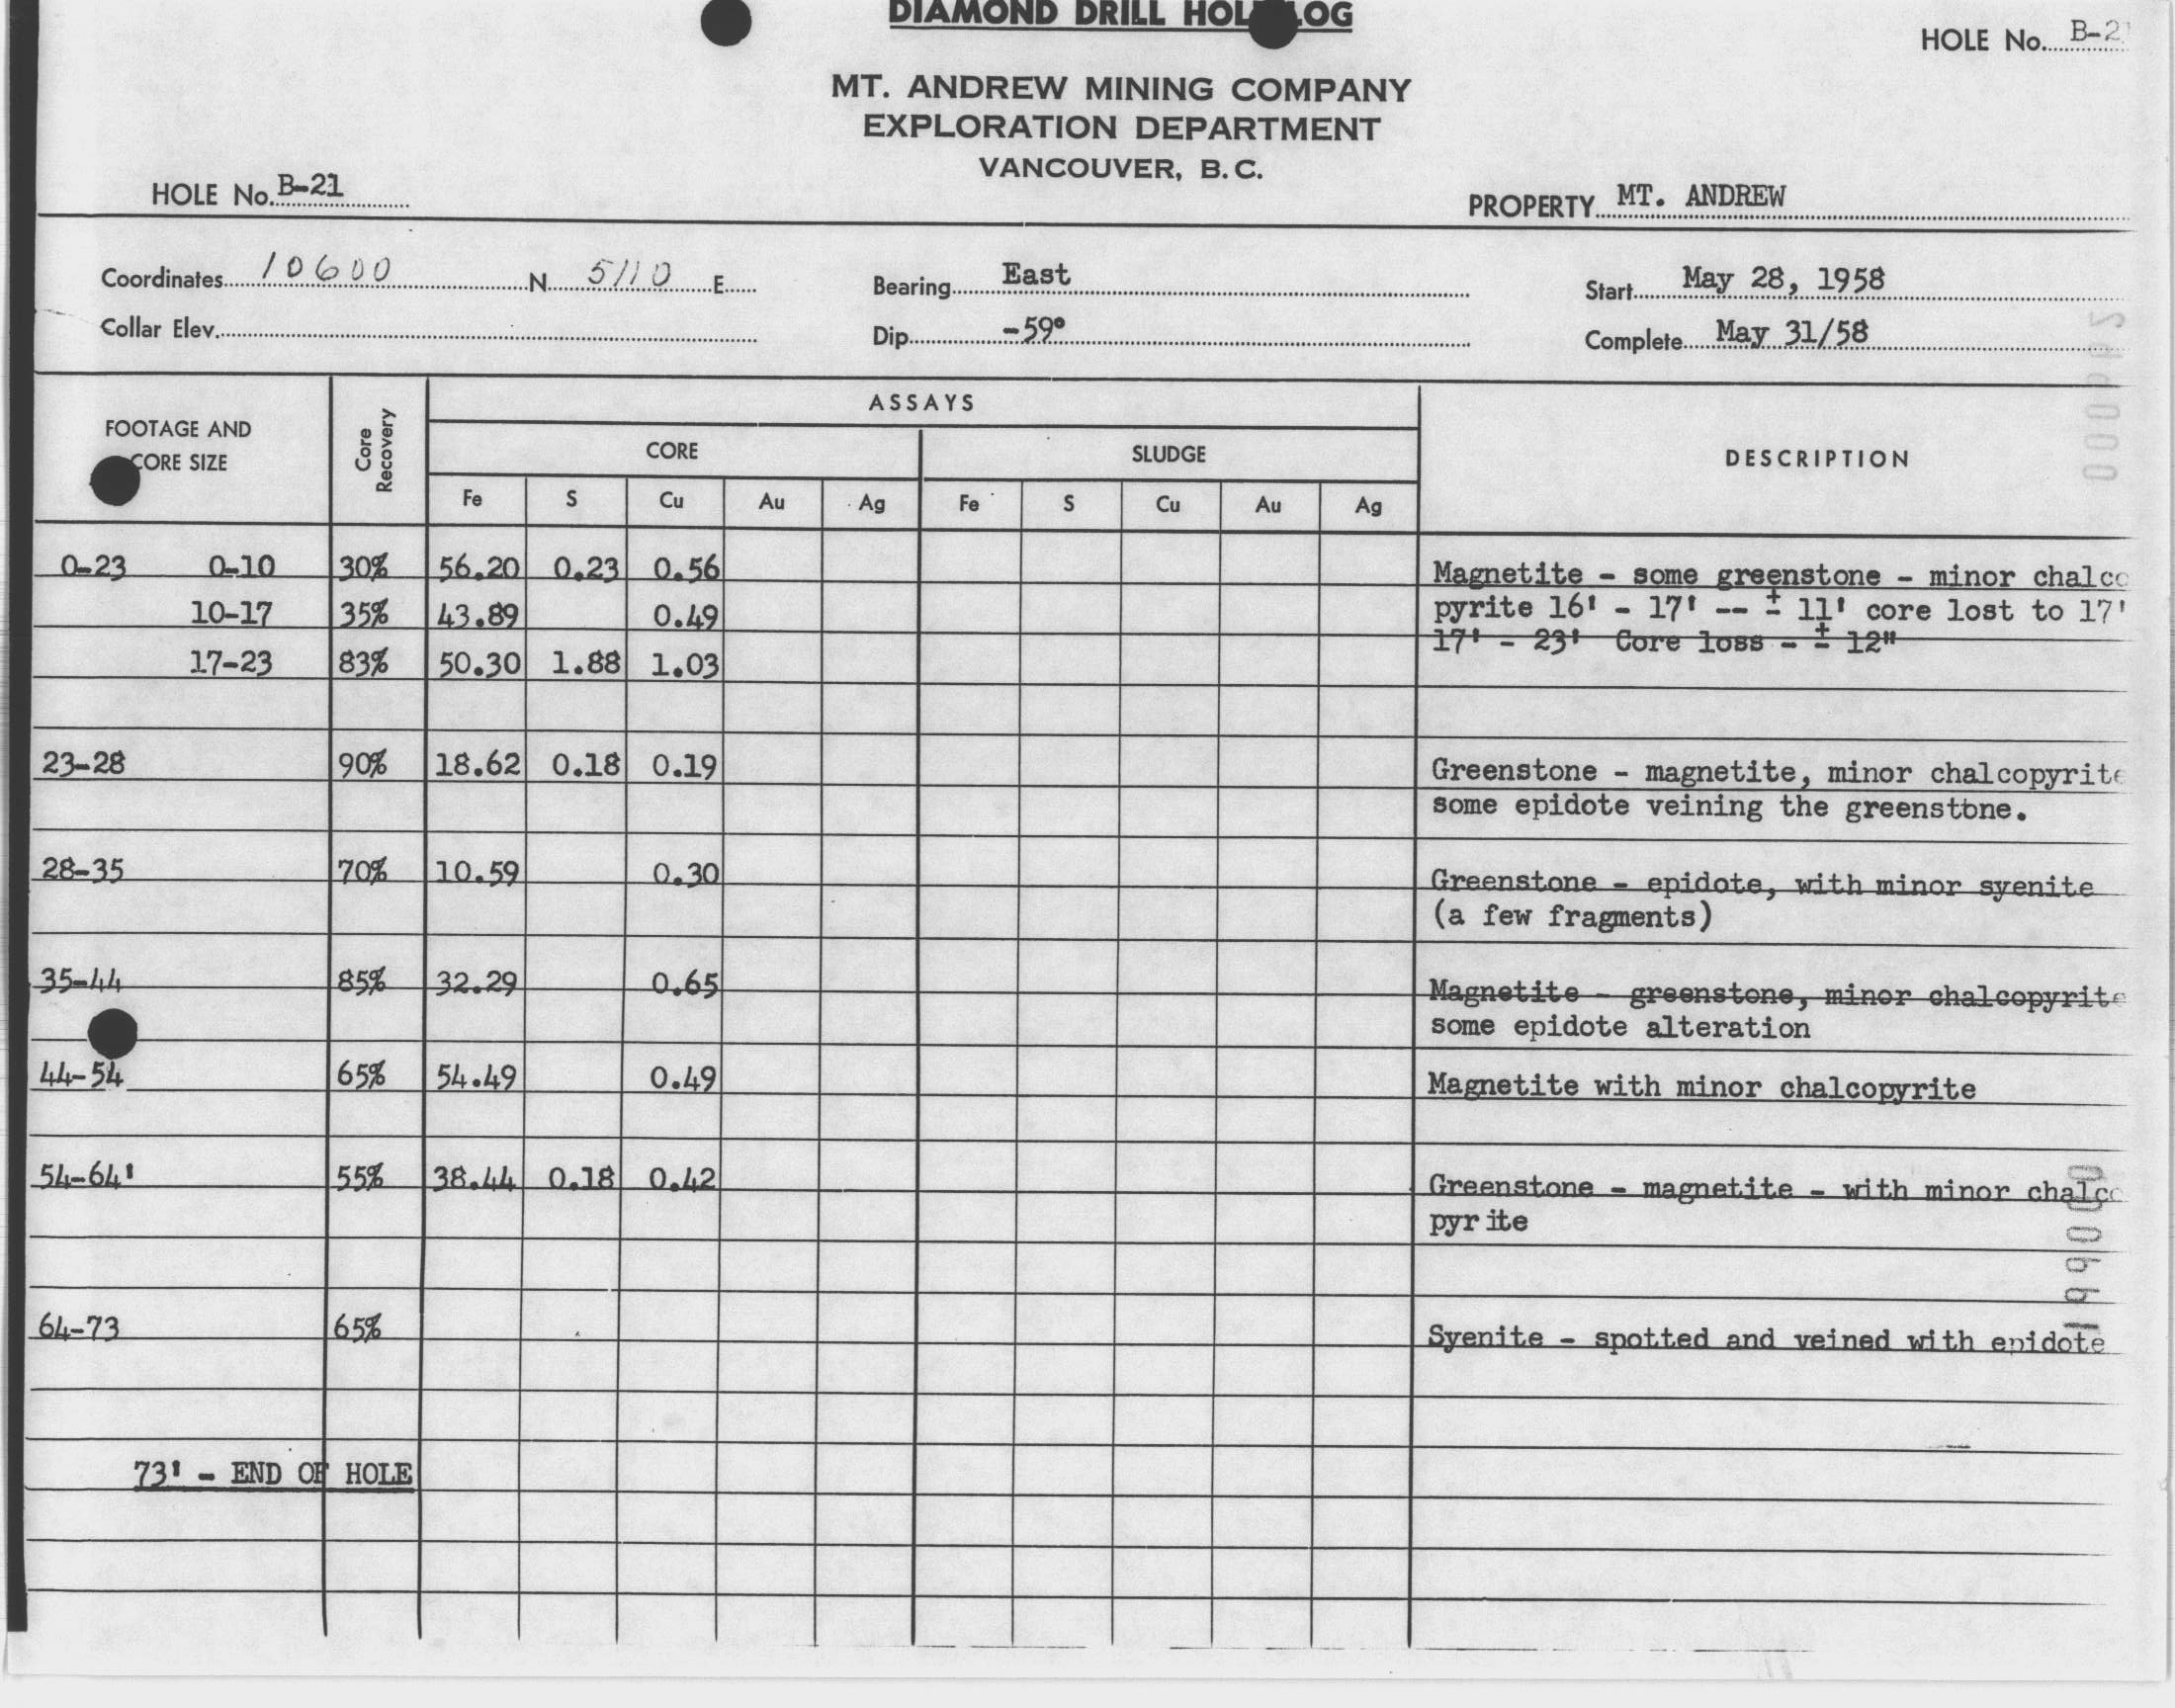 DIAMOND DRILL HOLE LOG
HOLE No. B-21
MT. ANDREW MINING COMPANY
EXPLORATION DEPARTMENT
VANCOUVER, B.C.
HOLE No. B-21
PROPERTY MT. ANDREW
Coordinates 10600 N 5110 E
Bearing East
Start May 28, 1958
Collar Elev.
Dip -59°
Complete May 31/58
FOOTAGE AND CORE SIZE
Core Recovery
ASSAYS
CORE
SLUDGE
DESCRIPTION
Fe S Cu Au Ag Fe S Cu Au Ag
0-23 0-10 30% 56.20 0.23 0.56 Magnetite - some greenstone - minor chalco
10-17 35% 43.89 0.49 pyrite 16' - 17' -- ± 11' core lost to 17'
17' - 23' Core loss - ± 12"
17-23 83% 50.30 1.88 1.03
23-28 90% 18.62 0.18 0.19 Greenstone - magnetite, minor chalcopyrite
some epidote veining the greenstone.
28-35 70% 10.59 0.30 Greenstone - epidote, with minor syenite
(a few fragments)
35-44 85% 32.29 0.65 Magnetite - greenstone, minor chalcopyrite
some epidote alteration
44-54 65% 54.49 0.49 Magnetite with minor chalcopyrite
54-64' 55% 38.44 0.18 0.42 Greenstone - magnetite - with minor chalco
pyrite
64-73 65% Syenite - spotted and veined with epidote
73' - END OF HOLE